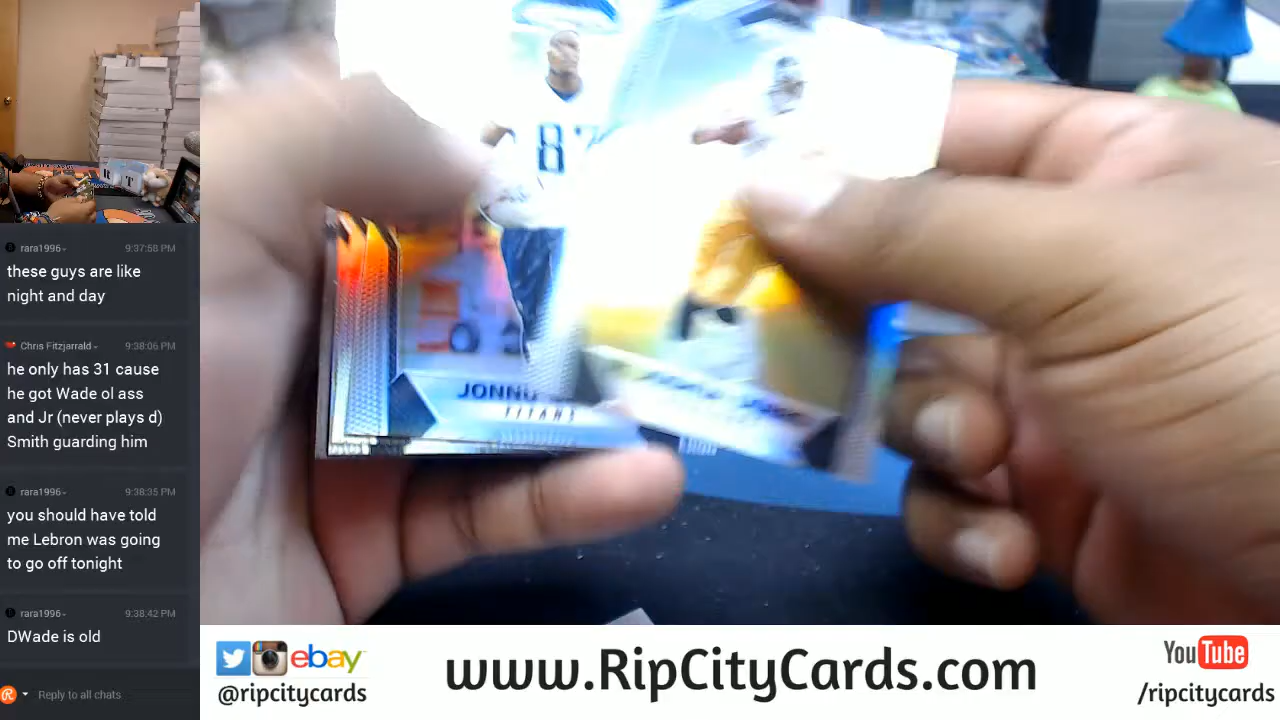 rara1996
9:37:58 PM
these guys are like
night and day
Chris Fitzjarrald
9:38:06 PM
he only has 31 cause
he got Wade ol ass
and Jr (never plays d)
Smith guarding him
rara1996
9:38:35 PM
you should have told
me Lebron was going
to go off tonight
rara1996
9:38:42 PM
DWade is old
Reply to all chats
87
JONNU
TITANS
ebay
@ripcitycards
www.RipCityCards.com
YouTube
/ripcitycards